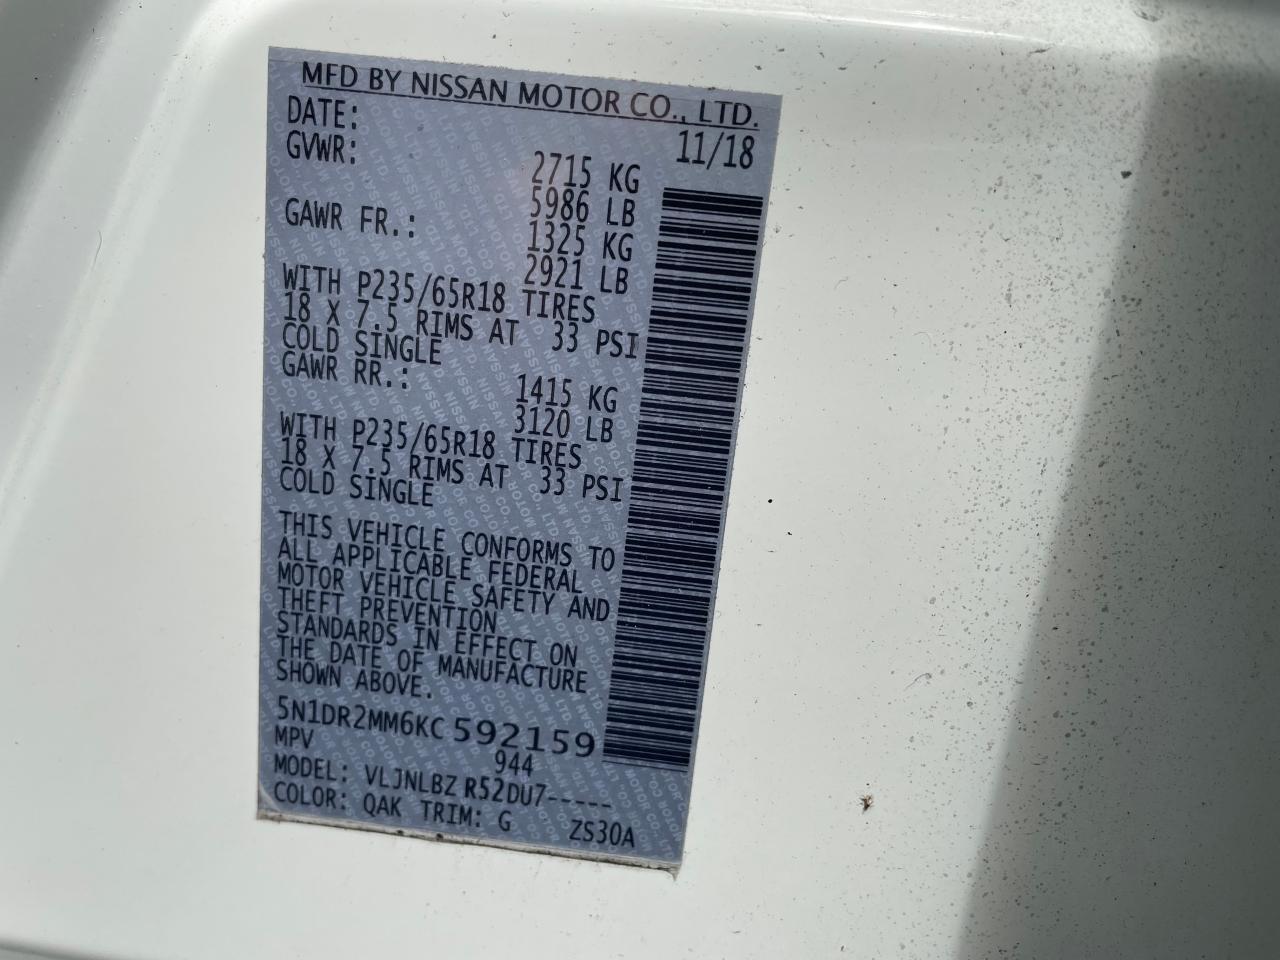 MFD BY NISSAN MOTOR CO., LTD.
DATE: 11/18
GVWR: 2715 KG
5986 LB
GAWR FR.: 1325 KG
2921 LB
WITH P235/65R18 TIRES
18 X 7.5 RIMS AT 33 PSI
COLD SINGLE
GAWR RR.: 1415 KG
3120 LB
WITH P235/65R18 TIRES
18 X 7.5 RIMS AT 33 PSI
COLD SINGLE
THIS VEHICLE CONFORMS TO
ALL APPLICABLE FEDERAL
MOTOR VEHICLE SAFETY AND
THEFT PREVENTION
STANDARDS IN EFFECT ON
THE DATE OF MANUFACTURE
SHOWN ABOVE.
5N1DR2MM6KC 592159
MPV 944
MODEL: VLJNLBZ R52DU7-----
COLOR: QAK TRIM: G ZS30A